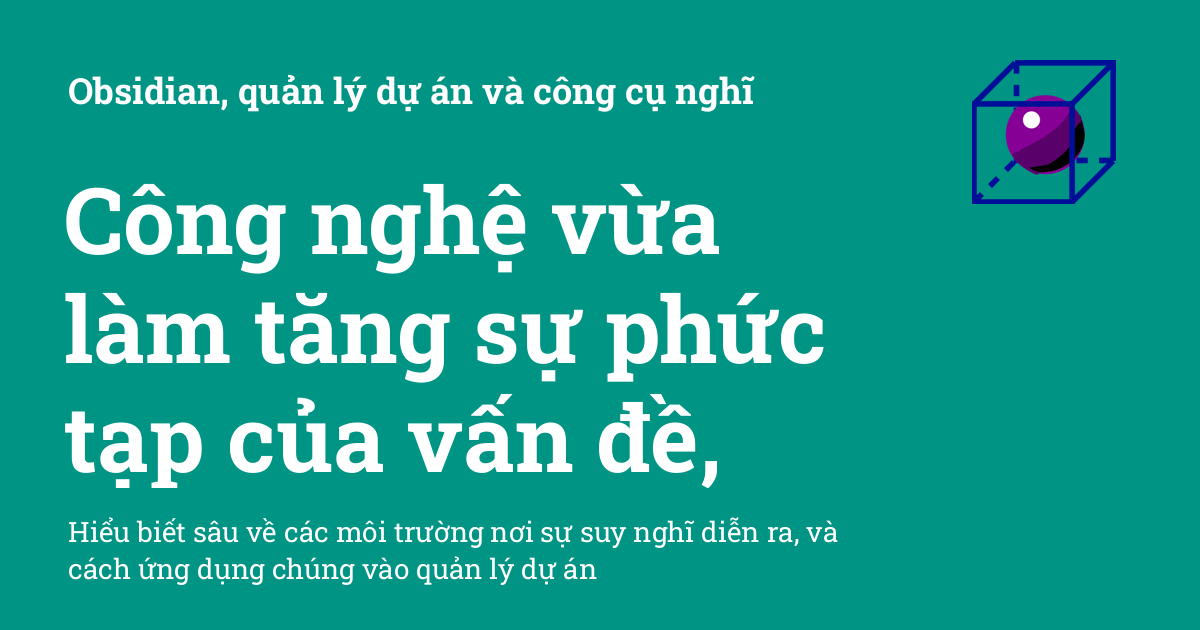 Obsidian, quản lý dự án và công cụ nghĩ
Công nghệ vừa
làm tăng sự phức
tạp của vấn đề,
Hiểu biết sâu về các môi trường nơi sự suy nghĩ diễn ra, và
cách ứng dụng chúng vào quản lý dự án